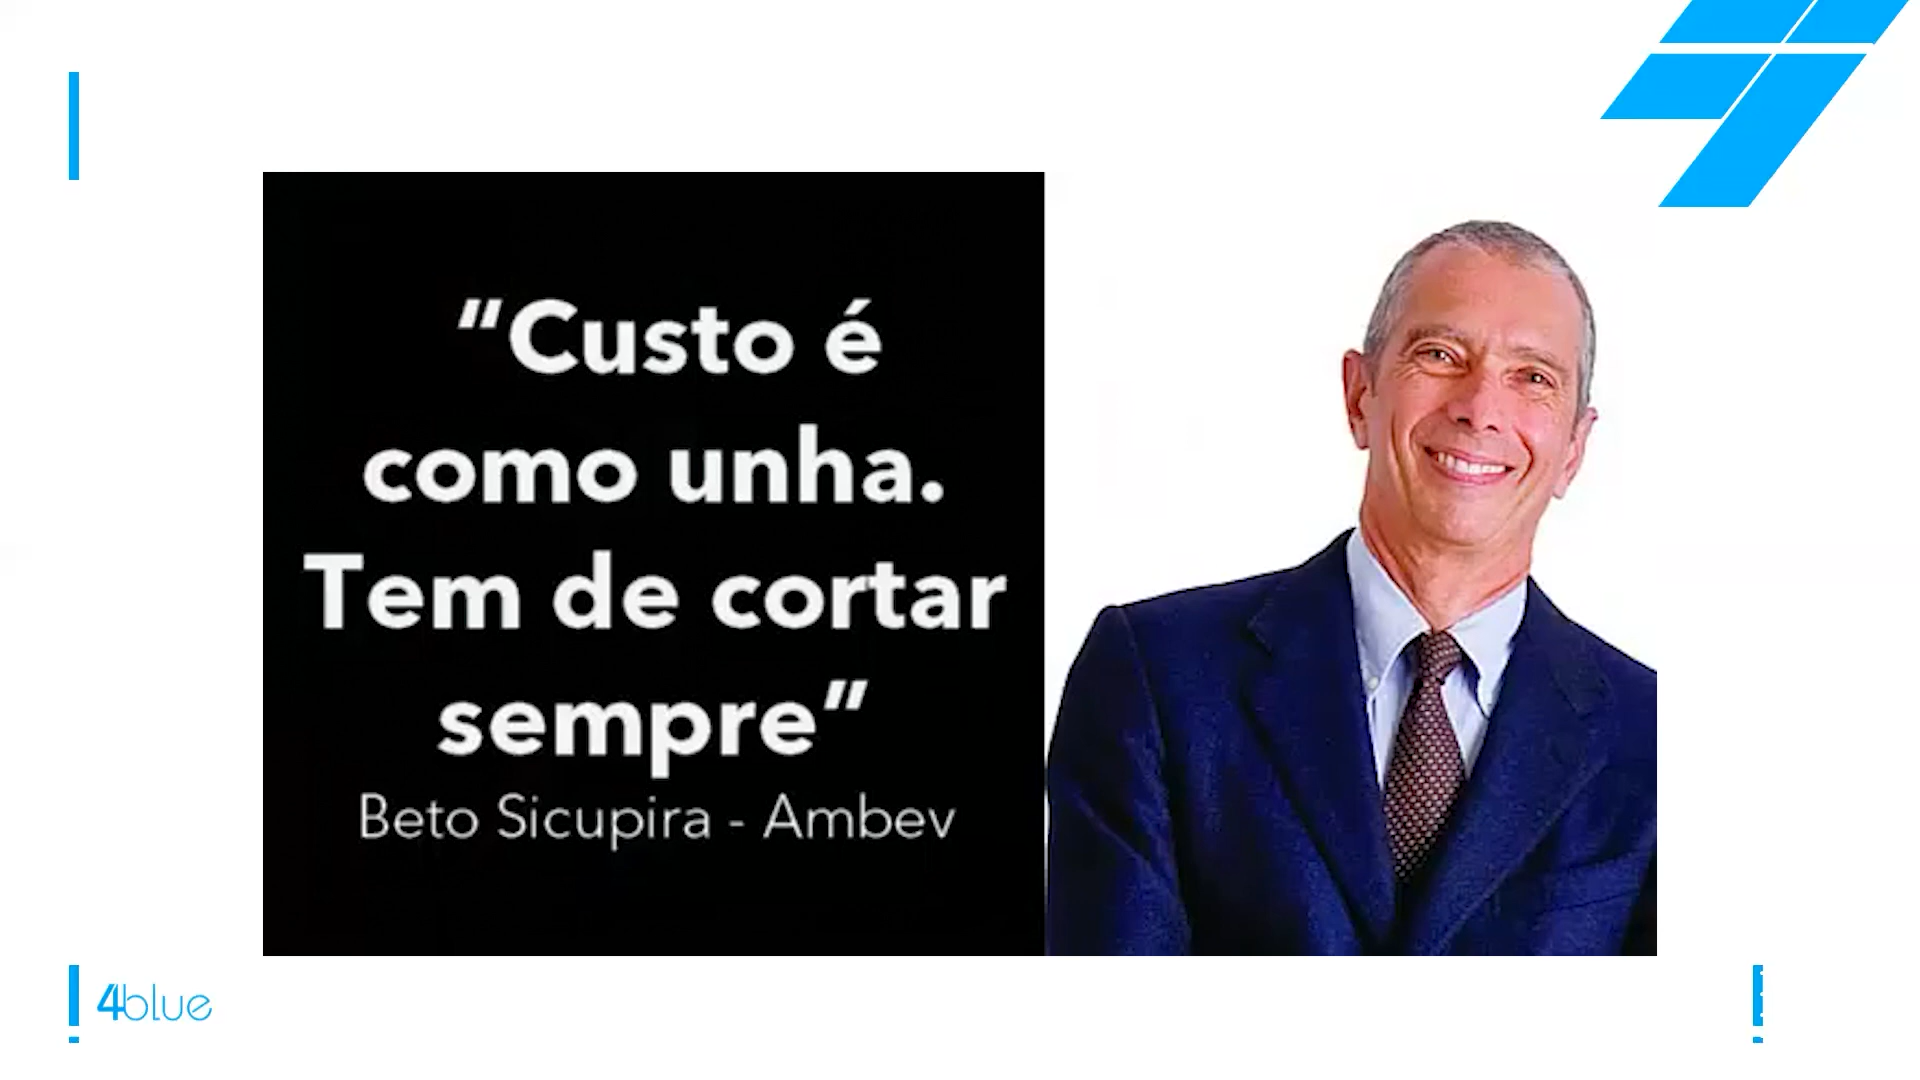 “Custo é
como unha.
Tem de cortar
sempre”
Beto Sicupira - Ambev
4blue